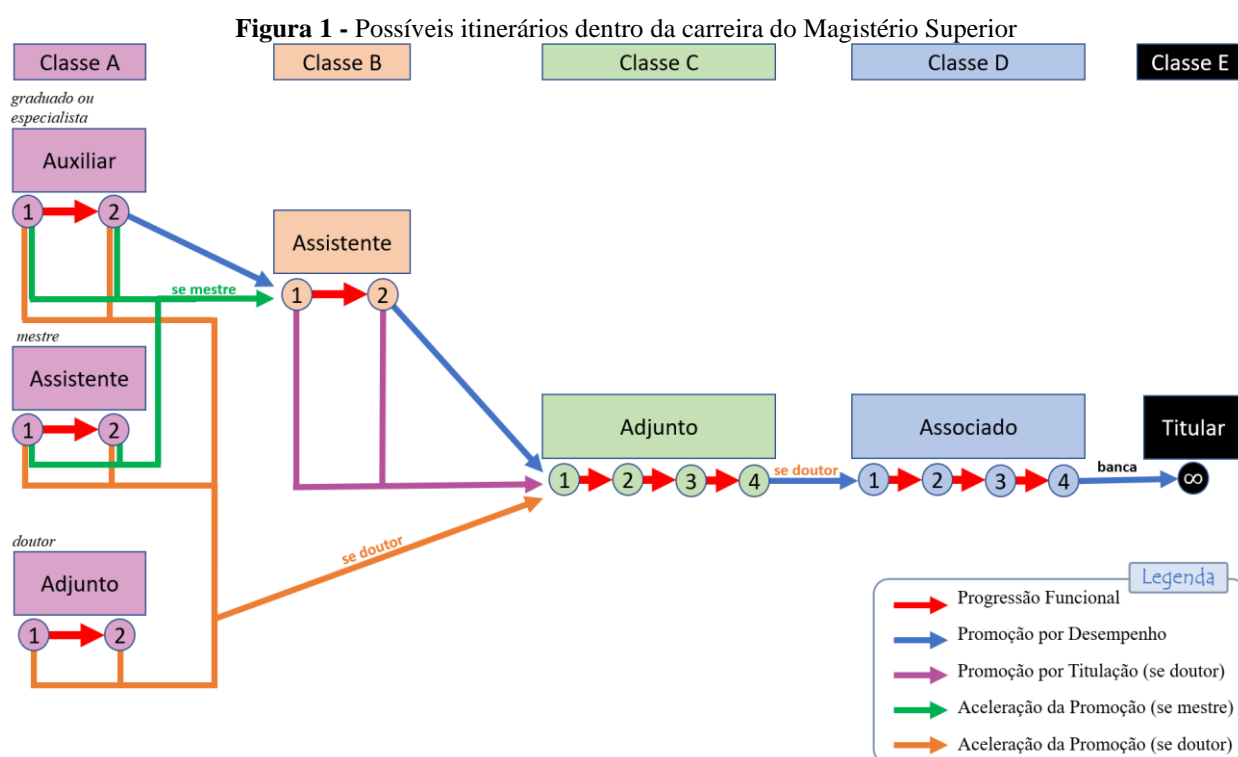 Figura 1 - Possíveis itinerários dentro da carreira do Magistério Superior
Classe A
Classe B
Classe C
Classe D
Classe E
graduado ou
especialista
Auxiliar
1
2
se mestre
Assistente
1
2
mestre
Assistente
1
2
Adjunto
1
2
3
4
se doutor
Associado
1
2
3
4
banca
Titular
∞
se doutor
doutor
Adjunto
1
2
Legenda
Progressão Funcional
Promoção por Desempenho
Promoção por Titulação (se doutor)
Aceleração da Promoção (se mestre)
Aceleração da Promoção (se doutor)